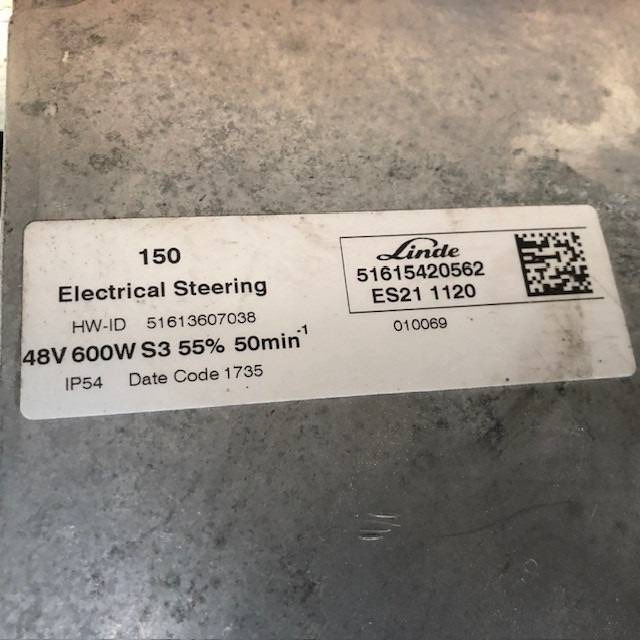 150
Electrical Steering
HW-ID 51613607038
48V 600W S3 55% 50min⁻¹
IP54 Date Code 1735
Linde
51615420562
ES21 1120
010069